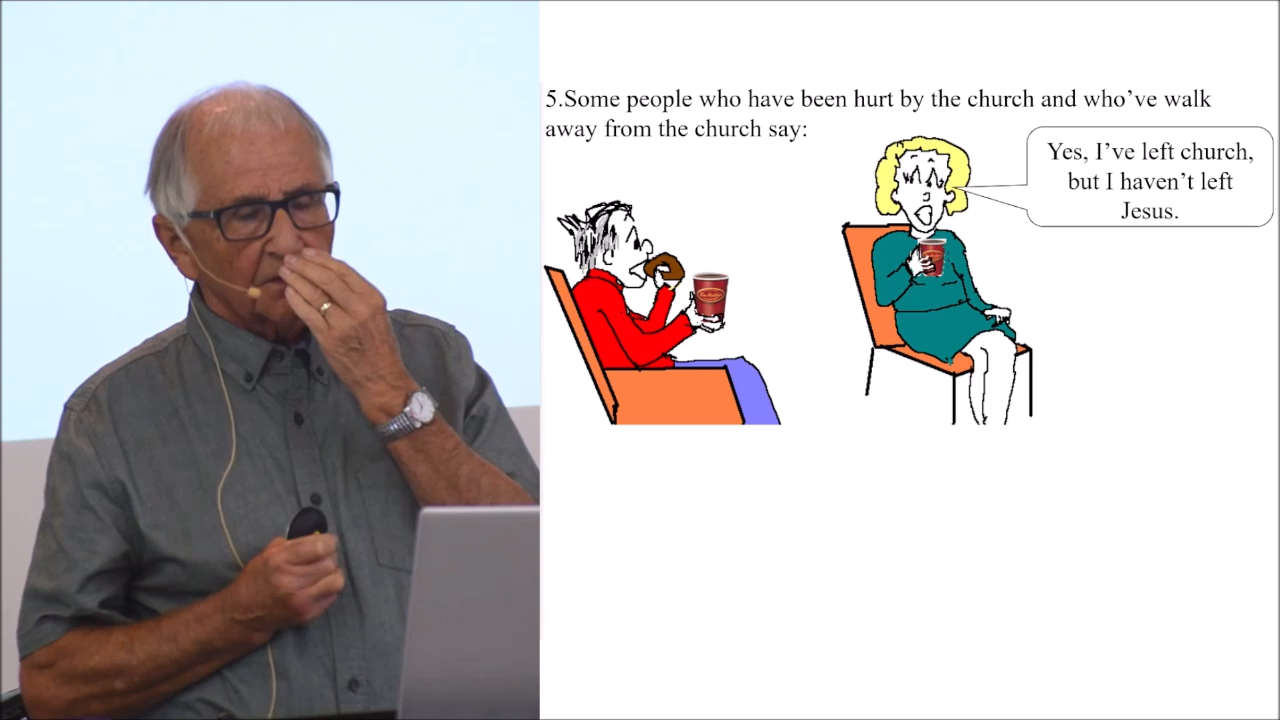 5.Some people who have been hurt by the church and who've walk
away from the church say:
Yes, I've left church,
but I haven't left
Jesus.